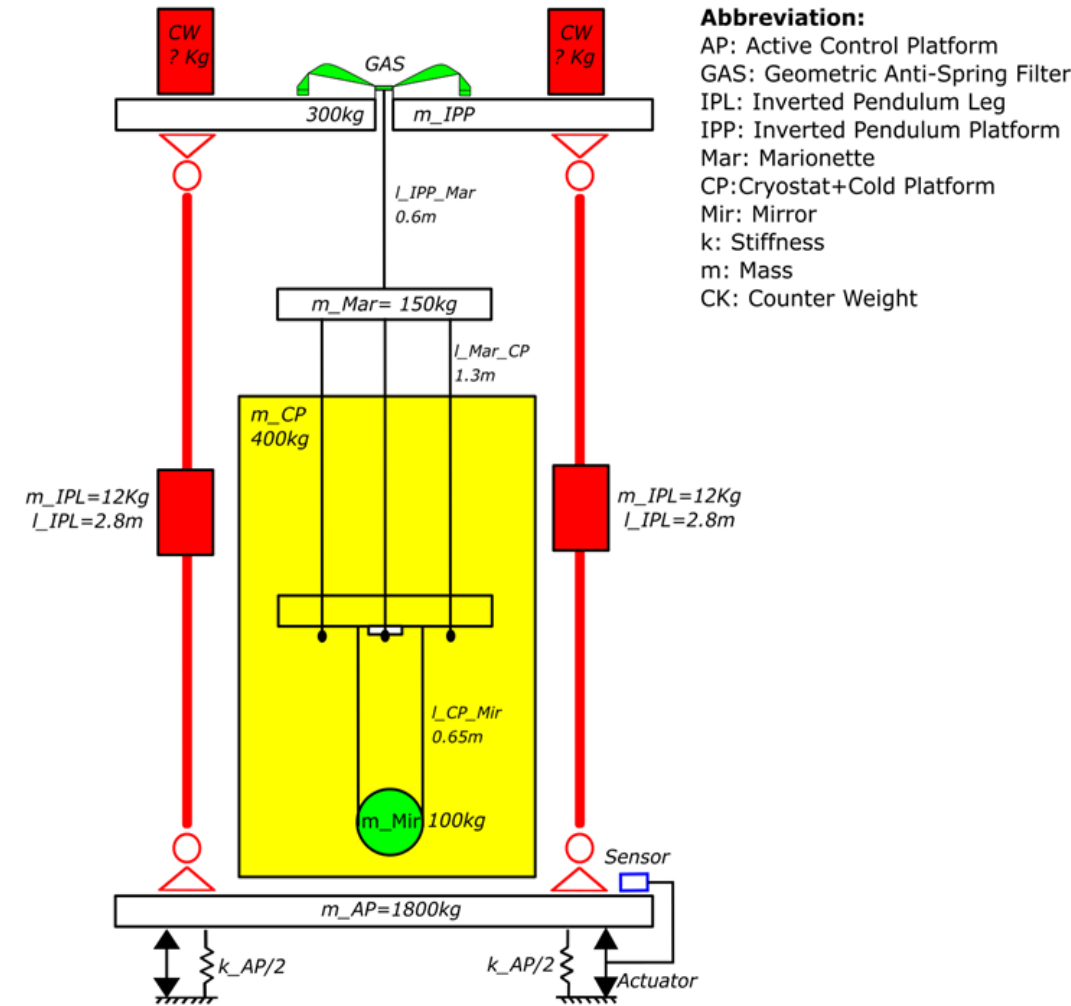 CW
? Kg
GAS
CW
? Kg
300kg
m_IPP
l_IPP_Mar
0.6m
m_Mar= 150kg
l_Mar_CP
1.3m
m_CP
400kg
m_IPL=12Kg
l_IPL=2.8m
m_IPL=12Kg
l_IPL=2.8m
l_CP_Mir
0.65m
m_Mir
100kg
Sensor
m_AP=1800kg
k_AP/2
k_AP/2
Actuator
Abbreviation:
AP: Active Control Platform
GAS: Geometric Anti-Spring Filter
IPL: Inverted Pendulum Leg
IPP: Inverted Pendulum Platform
Mar: Marionette
CP:Cryostat+Cold Platform
Mir: Mirror
k: Stiffness
m: Mass
CK: Counter Weight